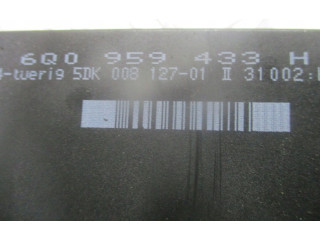 6Q0 959 433 H
-tuerig 5DK 008 127-01 II 31002: